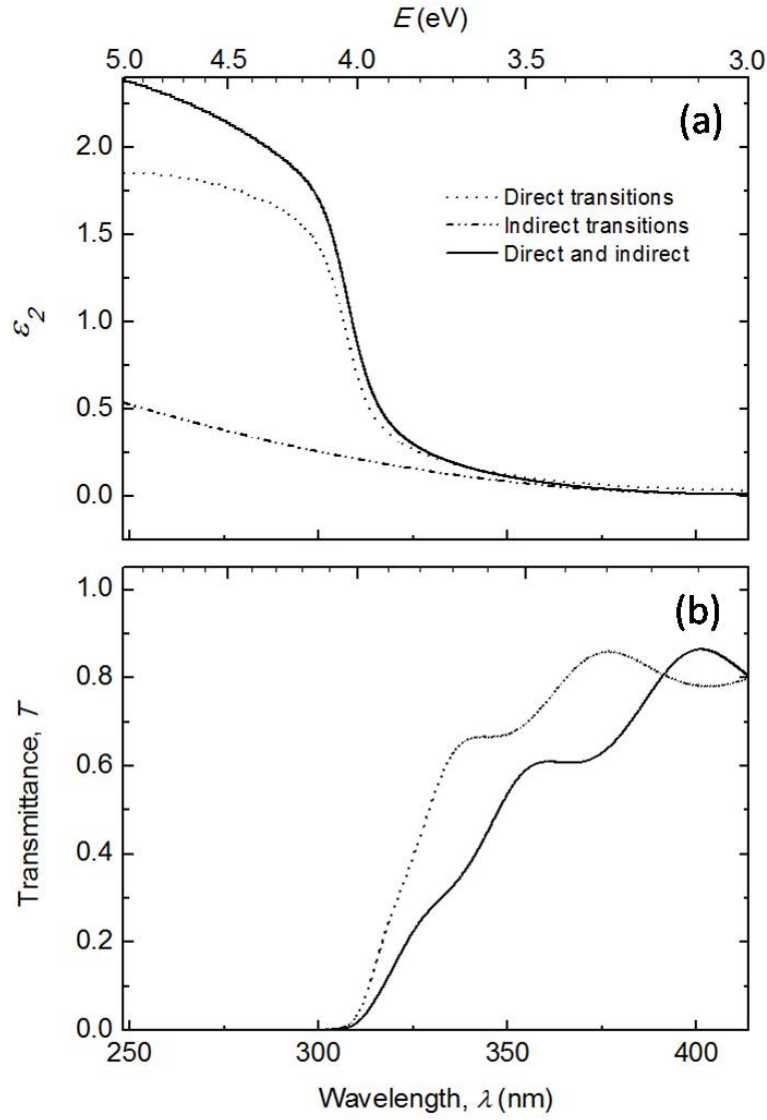 E (eV)
5.0 4.5 4.0 3.5 3.0
(a)
2.0
Direct transitions
Indirect transitions
Direct and indirect
1.5
ε2
1.0
0.5
0.0
1.0
(b)
0.8
Transmittance, T
0.6
0.4
0.2
0.0
250 300 350 400
Wavelength, λ (nm)